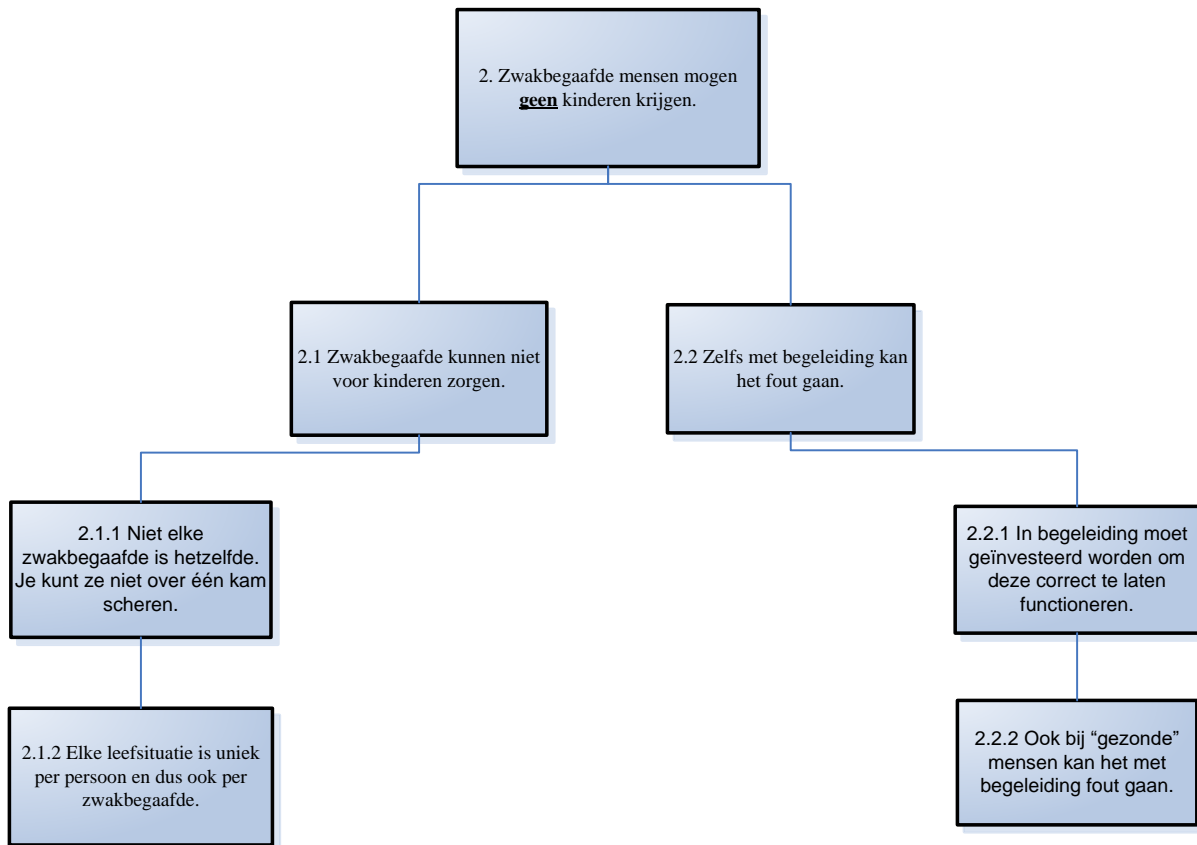 2. Zwakbegaafde mensen mogen
geen kinderen krijgen.
2.1 Zwakbegaafde kunnen niet
voor kinderen zorgen.
2.2 Zelfs met begeleiding kan
het fout gaan.
2.1.1 Niet elke
zwakbegaafde is hetzelfde.
Je kunt ze niet over één kam
scheren.
2.2.1 In begeleiding moet
geïnvesteerd worden om
deze correct te laten
functioneren.
2.1.2 Elke leefsituatie is uniek
per persoon en dus ook per
zwakbegaafde.
2.2.2 Ook bij “gezonde”
mensen kan het met
begeleiding fout gaan.